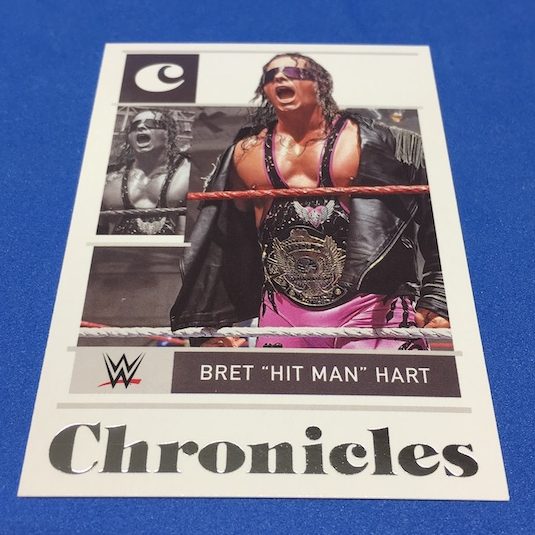 C
W
BRET "HIT MAN" HART
Chronicles